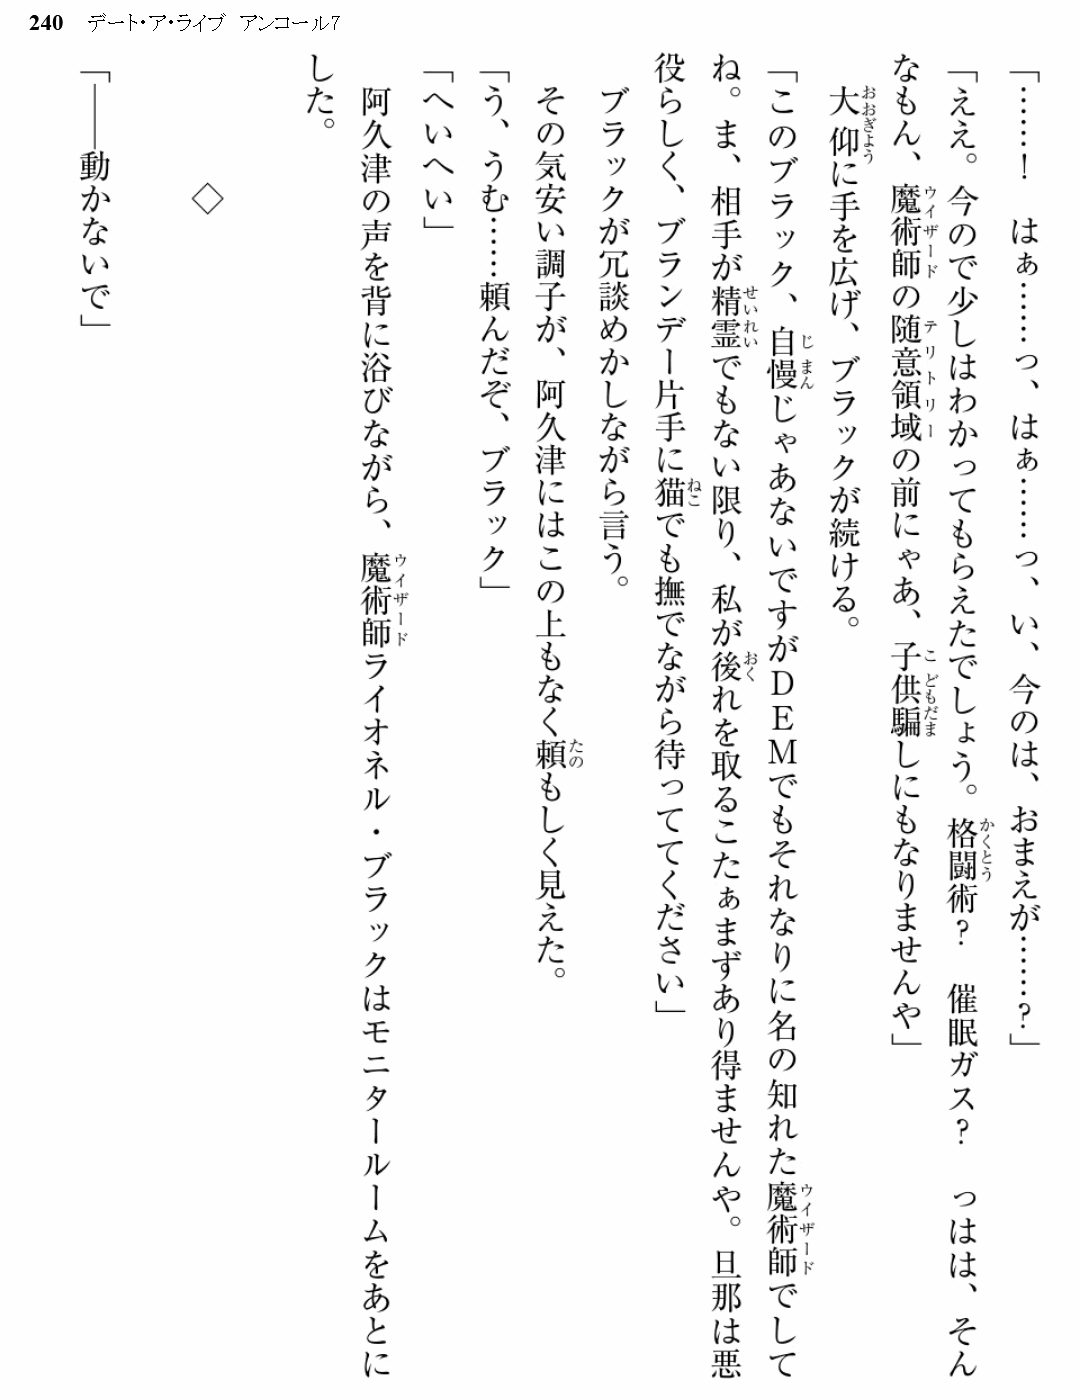 240 デート・ア・ライブ アンコール7
「……！　はぁ……っ、はぁ……っ、い、今のは、おまえが……？」
「ええ。今ので少しはわかってもらえたでしょう。格闘術？　催眠ガス？　っはは、そん
なもん、魔術師の随意領域の前にゃあ、子供騙しにもなりませんや」
　大仰に手を広げ、ブラックが続ける。
「このブラック、自慢じゃあないですがＤＥＭでもそれなりに名の知れた魔術師でして
ね。ま、相手が精霊でもない限り、私が後れを取るこたぁまずあり得ませんや。旦那は悪
役らしく、ブランデー片手に猫でも撫でながら待っててください」
　ブラックが冗談めかしながら言う。
　その気安い調子が、阿久津にはこの上もなく頼もしく見えた。
「う、うむ……頼んだぞ、ブラック」
「へいへい」
　阿久津の声を背に浴びながら、魔術師ライオネル・ブラックはモニタールームをあとに
した。
◇
「――動かないで」